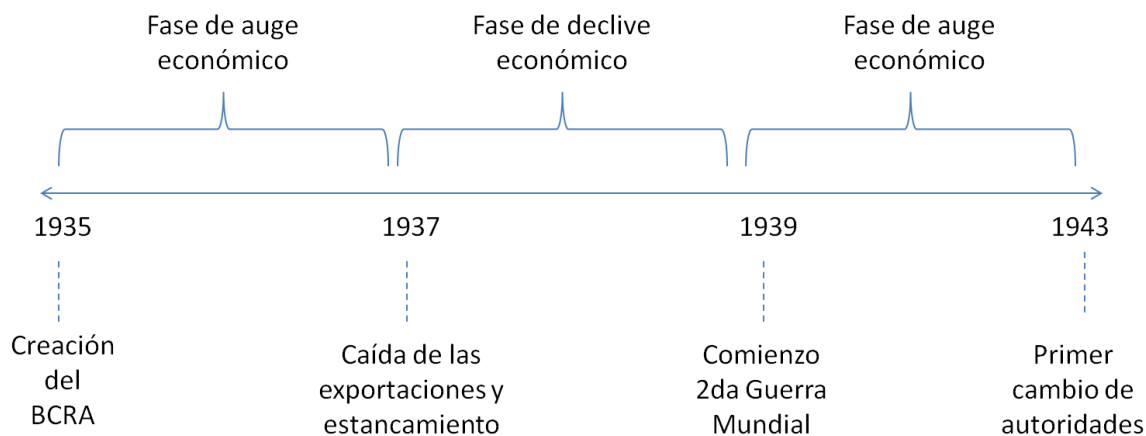 Fase de auge
económico
Fase de declive
económico
Fase de auge
económico
1935
1937
1939
1943
Creación
del
BCRA
Caída de las
exportaciones y
estancamiento
Comienzo
2da Guerra
Mundial
Primer
cambio de
autoridades